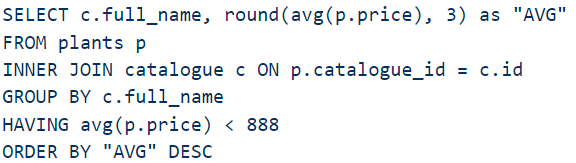 SELECT c.full_name, round(avg(p.price), 3) as "AVG"
FROM plants p
INNER JOIN catalogue c ON p.catalogue_id = c.id
GROUP BY c.full_name
HAVING avg(p.price) < 888
ORDER BY "AVG" DESC